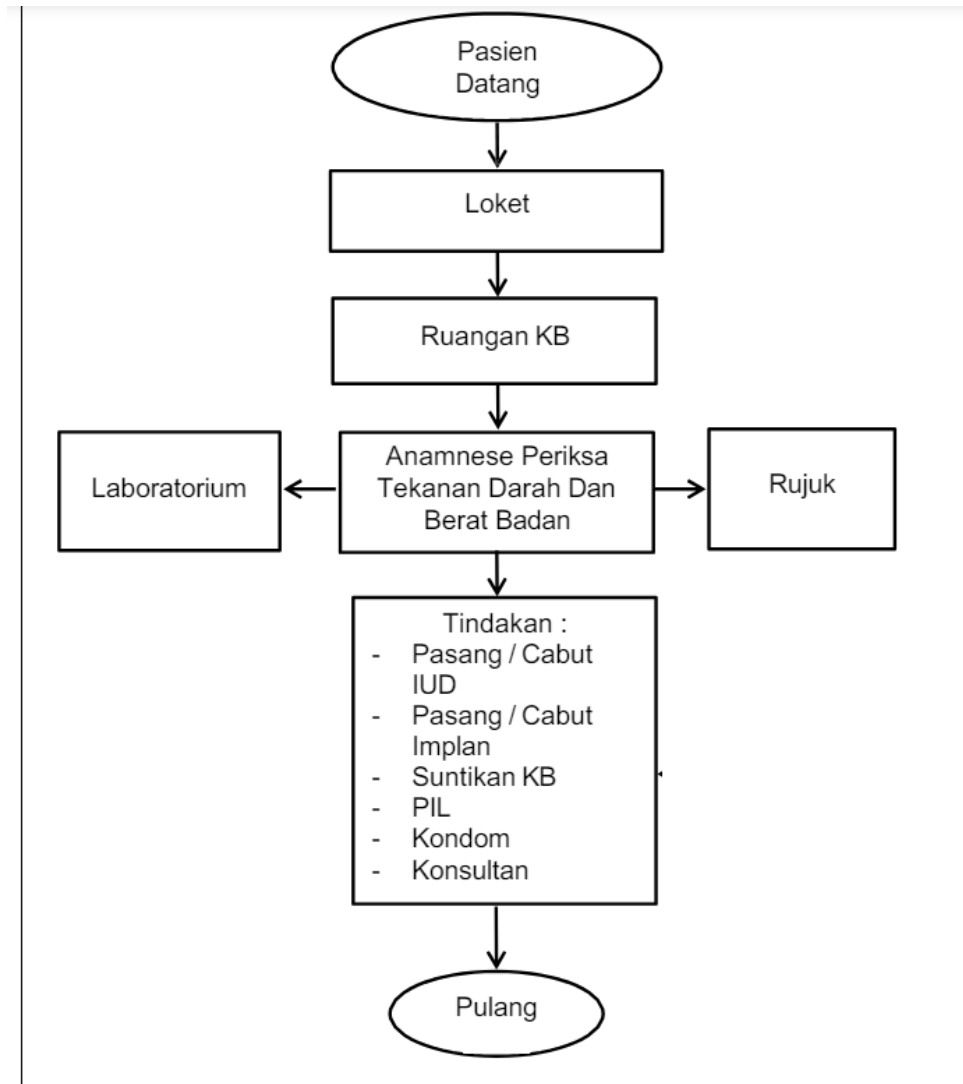 Pasien
Datang
Loket
Ruangan KB
Laboratorium
Anamnese Periksa
Tekanan Darah Dan
Berat Badan
Rujuk
Tindakan :
- Pasang / Cabut
IUD
- Pasang / Cabut
Implan
- Suntikan KB
- PIL
- Kondom
- Konsultan
Pulang